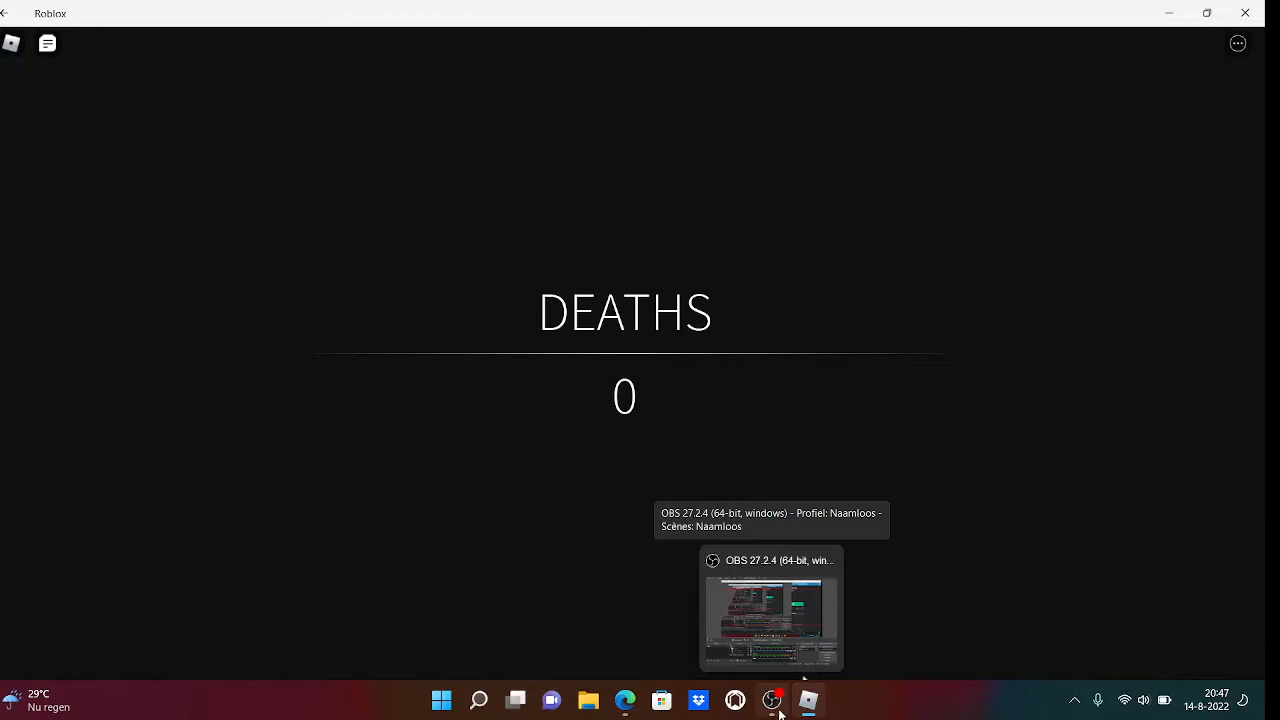 Roblox
DEATHS
0
OBS 27.2.4 (64-bit, windows) - Profiel: Naamloos -
Scènes: Naamloos
OBS 27.2.4 (64-bit, win...
29°C
Nu regen
20:47
14-8-2022